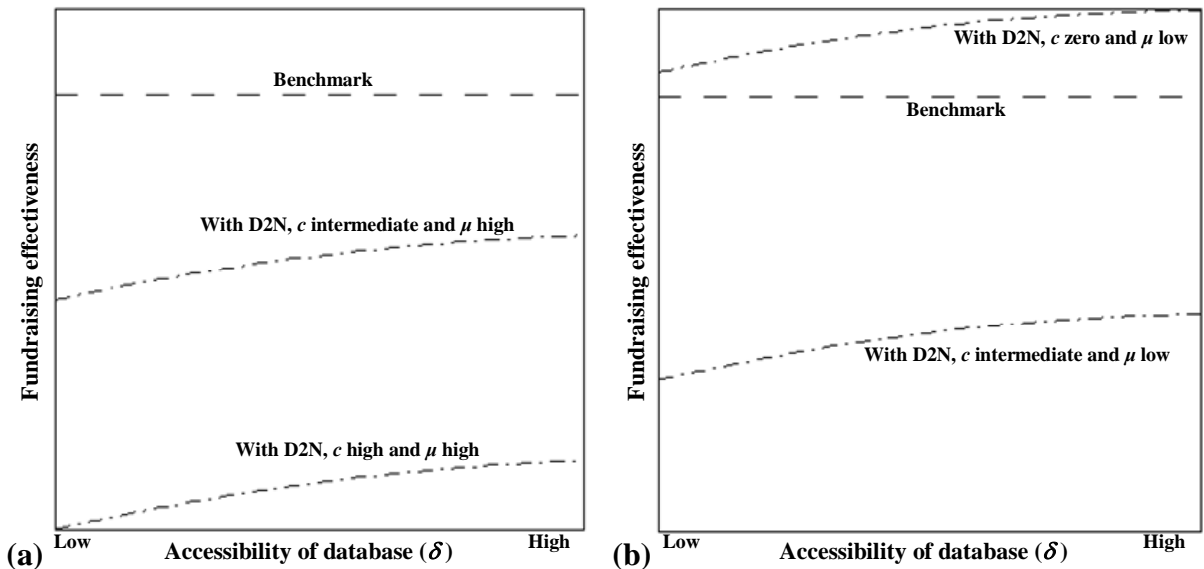 Fundraising effectiveness
Benchmark
With D2N, c intermediate and μ high
With D2N, c high and μ high
Low
High
(a)
Accessibility of database (δ)
Fundraising effectiveness
With D2N, c zero and μ low
Benchmark
With D2N, c intermediate and μ low
Low
High
(b)
Accessibility of database (δ)